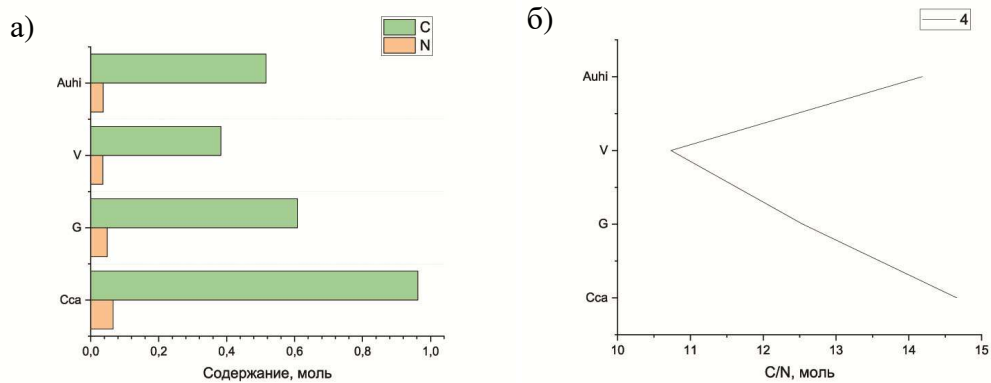 а)
C
N
Auhi
V
G
Cca
0,0 0,2 0,4 0,6 0,8 1,0
Содержание, моль
б)
4
Auhi
V
G
Cca
10 11 12 13 14 15
C/N, моль